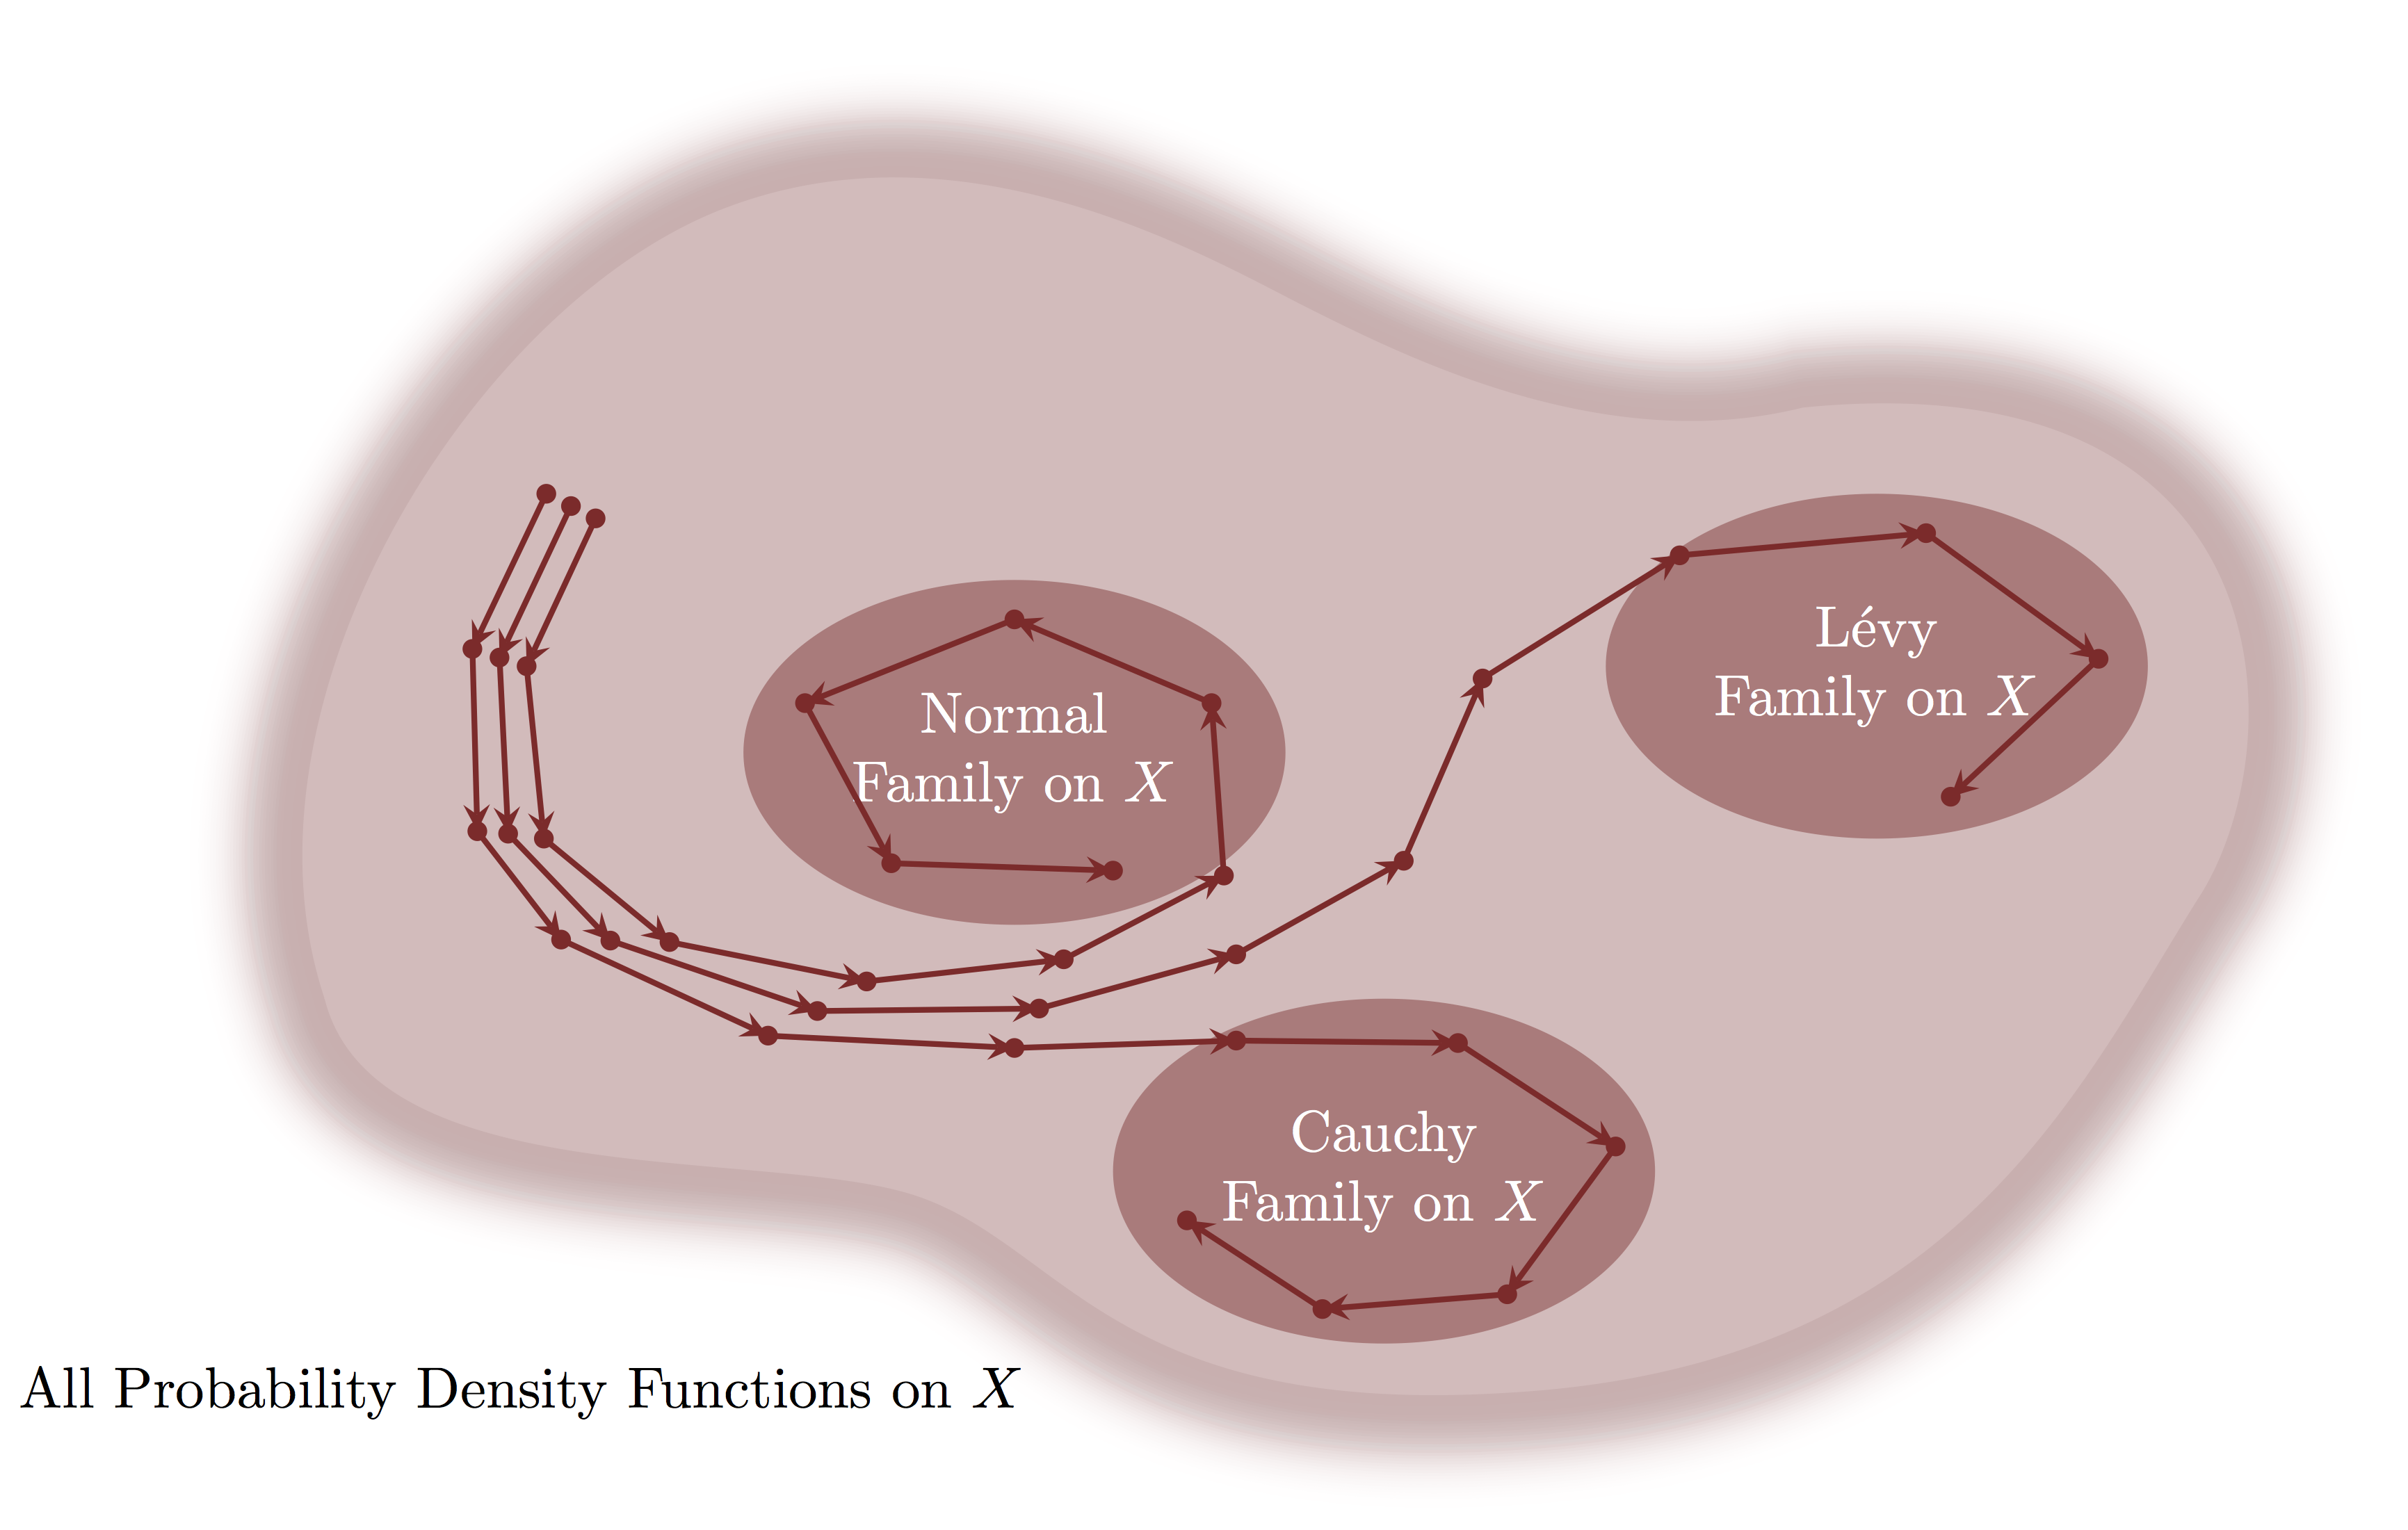 Lévy
Family on X
Normal
Family on X
Cauchy
Family on X
All Probability Density Functions on X